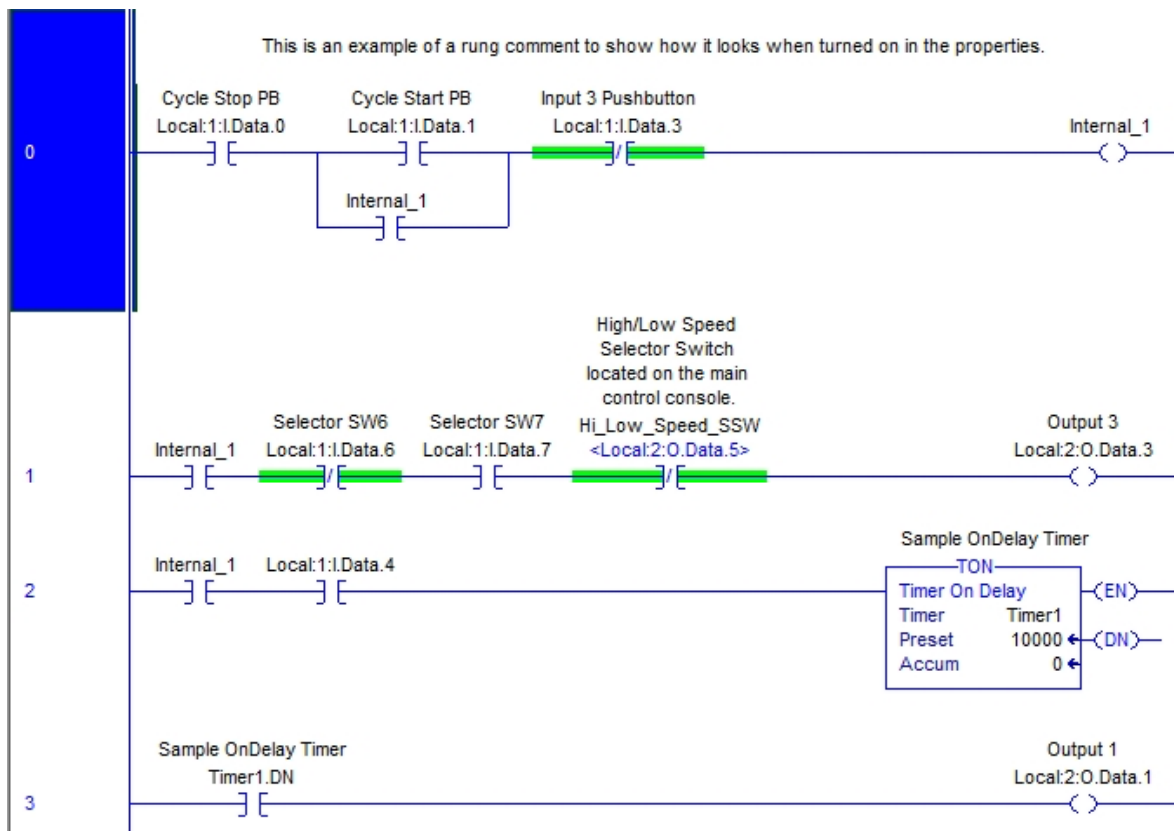 This is an example of a rung comment to show how it looks when turned on in the properties.
Cycle Stop PB Cycle Start PB Input 3 Pushbutton
Local:1:I.Data.0 Local:1:I.Data.1 Local:1:I.Data.3 Internal_1
0
Internal_1
High/Low Speed
Selector Switch
located on the main
control console.
Selector SW6 Selector SW7 Hi_Low_Speed_SSW Output 3
Internal_1 Local:1:I.Data.6 Local:1:I.Data.7 <Local:2:O.Data.5> Local:2:O.Data.3
1
Sample OnDelay Timer
Internal_1 Local:1:I.Data.4 TON
2 Timer On Delay EN
Timer Timer1
Preset 10000 DN
Accum 0
Sample OnDelay Timer Output 1
Timer1.DN Local:2:O.Data.1
3